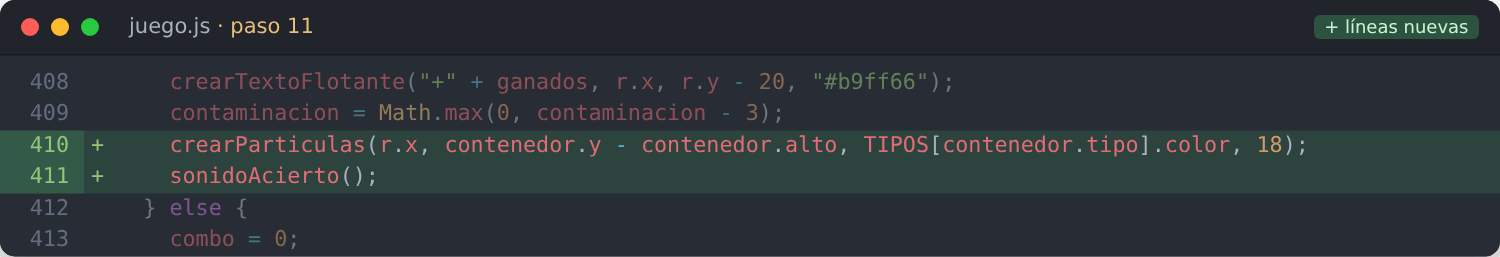 juego.js · paso 11
+ líneas nuevas
408 crearTextoFlotante("+" + ganados, r.x, r.y - 20, "#b9ff66");
409 contaminacion = Math.max(0, contaminacion - 3);
410 + crearParticulas(r.x, contenedor.y - contenedor.alto, TIPOS[contenedor.tipo].color, 18);
411 + sonidoAcierto();
412 } else {
413 combo = 0;